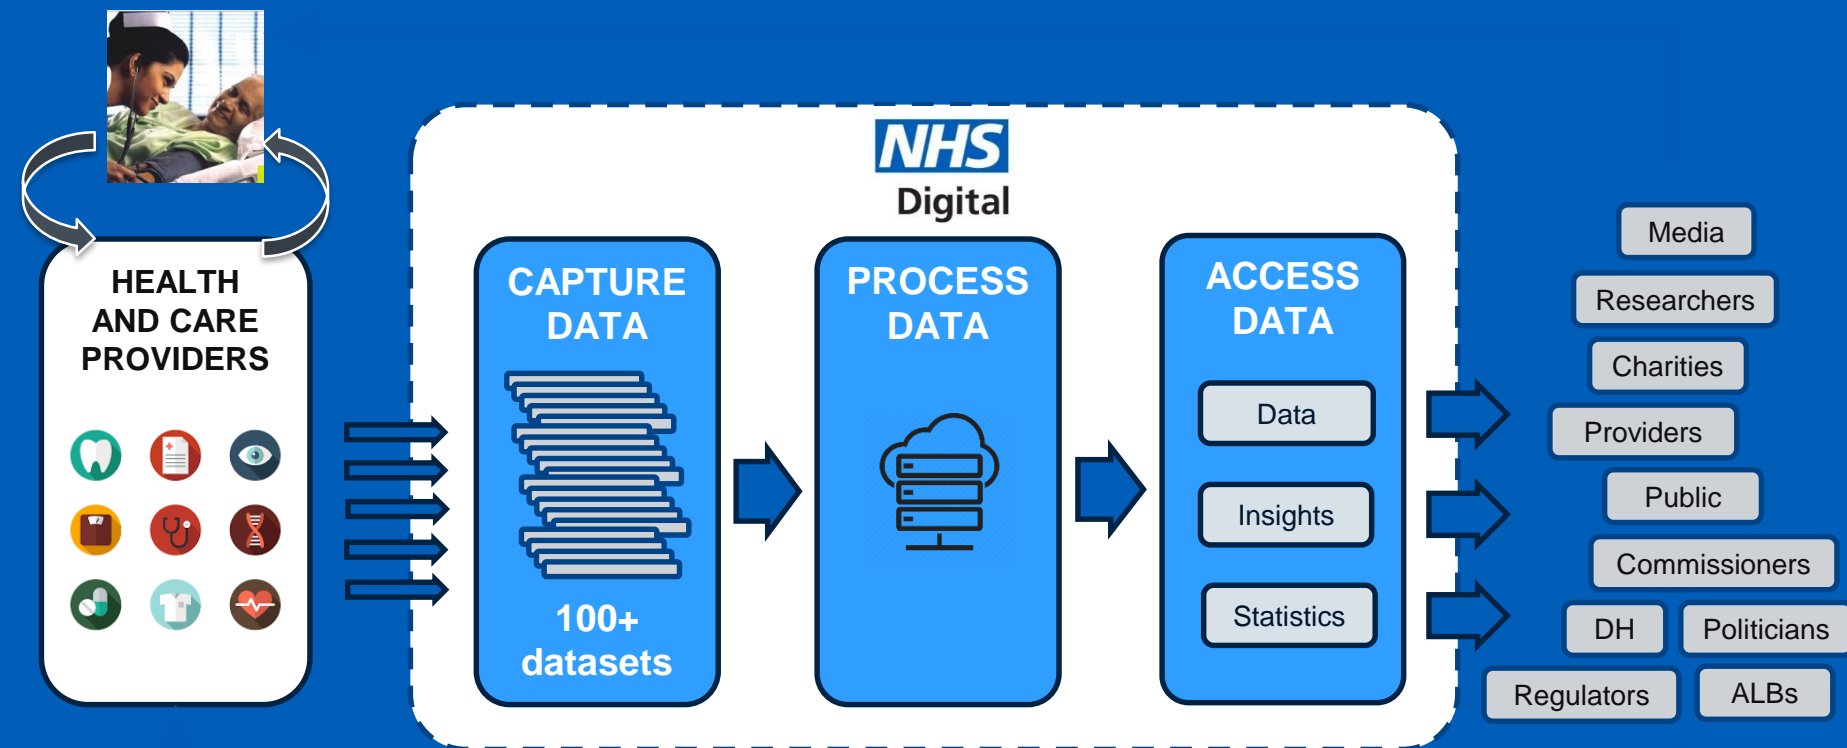 NHS
Digital
HEALTH
AND CARE
PROVIDERS
CAPTURE
DATA
100+
datasets
PROCESS
DATA
ACCESS
DATA
Data
Insights
Statistics
Media
Researchers
Charities
Providers
Public
Commissioners
DH
Politicians
Regulators
ALBs